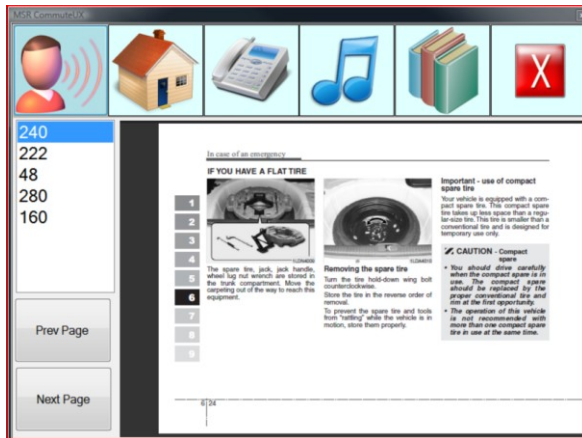 MSR CommuteUX
X
240
222
48
280
160
Prev Page
Next Page
In case of an emergency
IF YOU HAVE A FLAT TIRE
1
2
3
4
5
6
7
8
9
The spare tire, jack, jack handle,
wheel lug nut wrench are stored in
the trunk compartment. Move the
carpeting out of the way to reach this
equipment.
Removing the spare tire
Turn the tire hold-down wing bolt
counterclockwise.
Store the tire in the reverse order of
removal.
To prevent the spare tire and tools
from "rattling" while the vehicle is in
motion, store them properly.
Important - use of compact
spare tire
Your vehicle is equipped with a com-
pact spare tire. This compact spare
tire takes up less space than a regu-
lar-size tire. This tire is smaller than a
conventional tire and is designed for
temporary use only.
CAUTION - Compact
spare
• You should drive carefully
when the compact spare is in
use. The compact spare
should be replaced by the
proper conventional tire and
rim at the first opportunity.
• The operation of this vehicle
is not recommended with
more than one compact spare
tire in use at the same time.
6 24